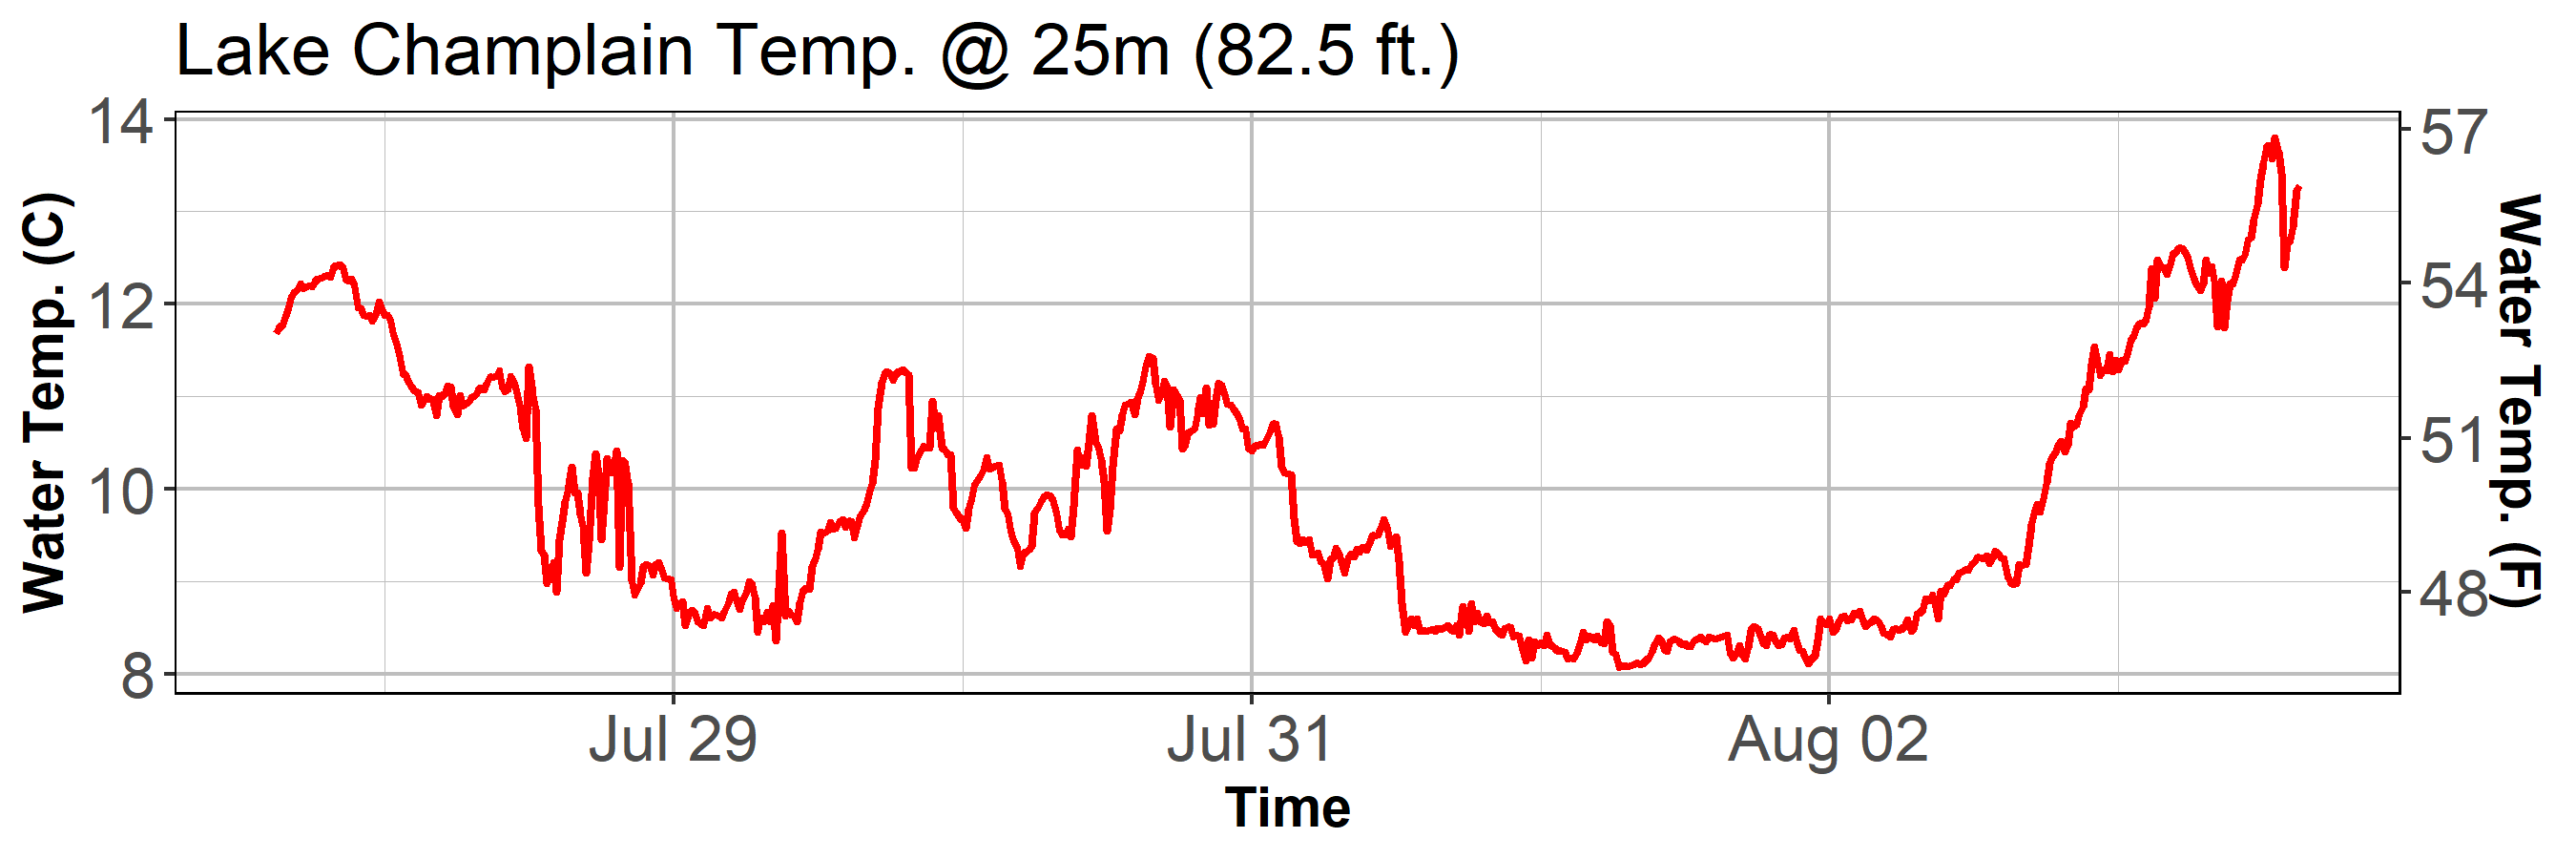 Lake Champlain Temp. @ 25m (82.5 ft.)
14
12
10
8
Water Temp. (C)
57
54
51
48
Water Temp. (F)
Jul 29
Jul 31
Aug 02
Time